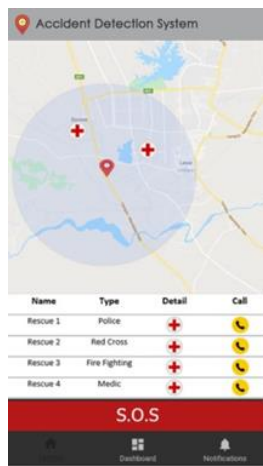 Accident Detection System
Name Type Detail Call
Rescue 1 Police
Rescue 2 Red Cross
Rescue 3 Fire Fighting
Rescue 4 Medic
S.O.S
Dashboard Notifications